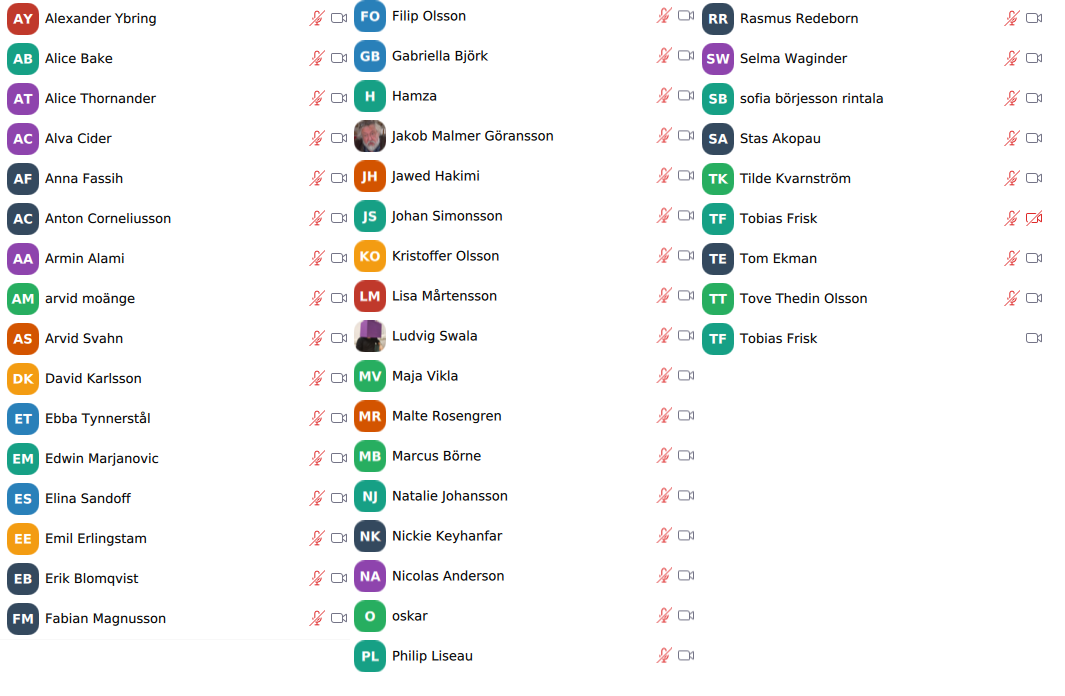 AY Alexander Ybring
AB Alice Bake
AT Alice Thornander
AC Alva Cider
AF Anna Fassih
AC Anton Corneliusson
AA Armin Alami
AM arvid moänge
AS Arvid Svahn
DK David Karlsson
ET Ebba Tynnerstål
EM Edwin Marjanovic
ES Elina Sandoff
EE Emil Erlingstam
EB Erik Blomqvist
FM Fabian Magnusson
FO Filip Olsson
GB Gabriella Björk
H Hamza
Jakob Malmer Göransson
JH Jawed Hakimi
JS Johan Simonsson
KO Kristoffer Olsson
LM Lisa Mårtensson
Ludvig Swala
MV Maja Vikla
MR Malte Rosengren
MB Marcus Börne
NJ Natalie Johansson
NK Nickie Keyhanfar
NA Nicolas Anderson
O oskar
PL Philip Liseau
RR Rasmus Redeborn
SW Selma Waginder
SB sofia börjesson rintala
SA Stas Akopau
TK Tilde Kvarnström
TF Tobias Frisk
TE Tom Ekman
TT Tove Thedin Olsson
TF Tobias Frisk